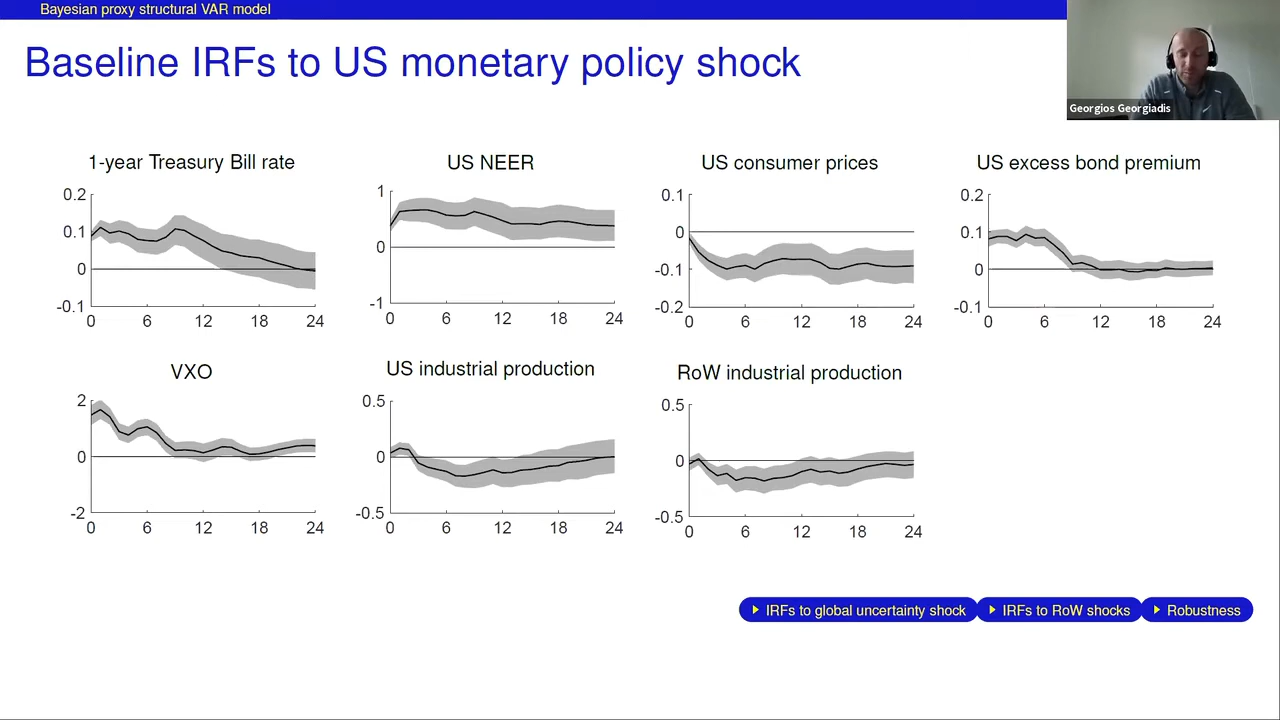 Bayesian proxy structural VAR model
Baseline IRFs to US monetary policy shock
Georgios Georgiadis
1-year Treasury Bill rate
0.2
0.1
0
-0.1
0 6 12 18 24
US NEER
1
0
-1
0 6 12 18 24
US consumer prices
0.1
0
-0.1
-0.2
0 6 12 18 24
US excess bond premium
0.2
0.1
0
-0.1
0 6 12 18 24
VXO
2
0
-2
0 6 12 18 24
US industrial production
0.5
0
-0.5
0 6 12 18 24
RoW industrial production
0.5
0
-0.5
0 6 12 18 24
IRFs to global uncertainty shock
IRFs to RoW shocks
Robustness